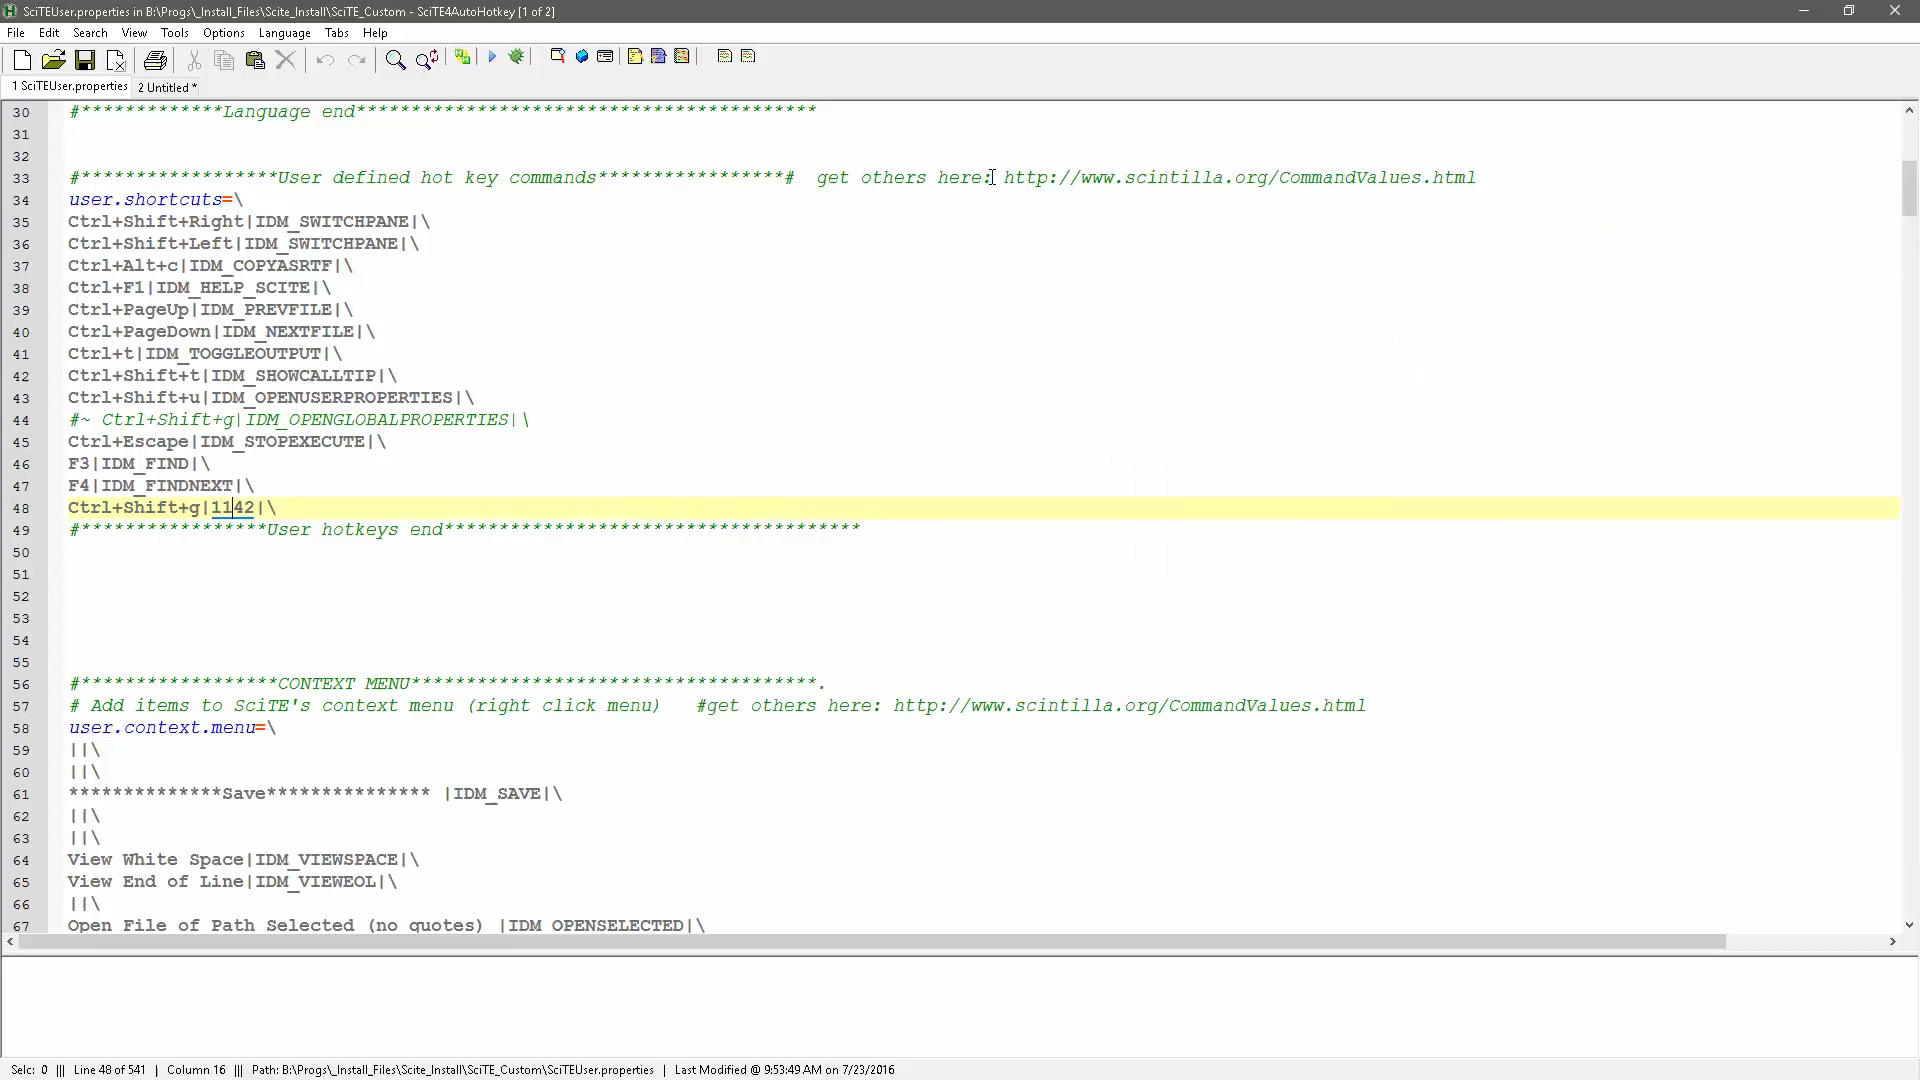 SciTEUser.properties in B:\Progs\_Install_Files\Scite_Install\SciTE_Custom - SciTE4AutoHotkey [1 of 2]
File Edit Search View Tools Options Language Tabs Help
1 SciTEUser.properties 2 Untitled *
30 #*************Language end******************************************
31
32
33 #******************User defined hot key commands*****************# get others here: http://www.scintilla.org/CommandValues.html
34 user.shortcuts=\
35 Ctrl+Shift+Right|IDM_SWITCHPANE|\
36 Ctrl+Shift+Left|IDM_SWITCHPANE|\
37 Ctrl+Alt+c|IDM_COPYASRTF|\
38 Ctrl+F1|IDM_HELP_SCITE|\
39 Ctrl+PageUp|IDM_PREVFILE|\
40 Ctrl+PageDown|IDM_NEXTFILE|\
41 Ctrl+t|IDM_TOGGLEOUTPUT|\
42 Ctrl+Shift+t|IDM_SHOWCALLTIP|\
43 Ctrl+Shift+u|IDM_OPENUSERPROPERTIES|\
44 #~ Ctrl+Shift+g|IDM_OPENGLOBALPROPERTIES|\
45 Ctrl+Escape|IDM_STOPEXECUTE|\
46 F3|IDM_FIND|\
47 F4|IDM_FINDNEXT|\
48 Ctrl+Shift+g|1142|\
49 #*****************User hotkeys end**************************************
50
51
52
53
54
55
56 #******************CONTEXT MENU*************************************.
57 # Add items to SciTE's context menu (right click menu) #get others here: http://www.scintilla.org/CommandValues.html
58 user.context.menu=\
59 ||\
60 ||\
61 **************Save*************** |IDM_SAVE|\
62 ||\
63 ||\
64 View White Space|IDM_VIEWSPACE|\
65 View End of Line|IDM_VIEWEOL|\
66 ||\
67 Open File of Path Selected (no quotes) |IDM_OPENSELECTED|\
Selc: 0 ||| Line 48 of 541 | Column 16 ||| Path: B:\Progs\_Install_Files\Scite_Install\SciTE_Custom\SciTEUser.properties | Last Modified @ 9:53:49 AM on 7/23/2016